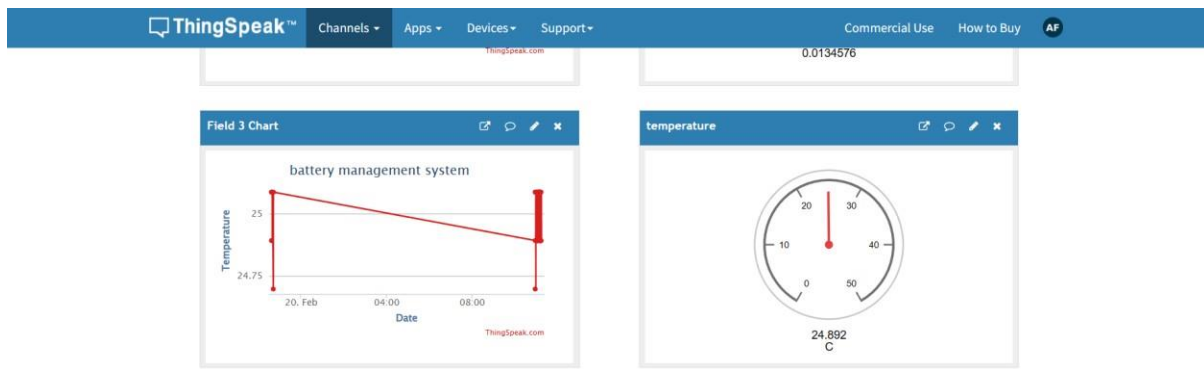 ThingSpeak™ Channels Apps Devices Support Commercial Use How to Buy AF
ThingSpeak.com
0.0134576
Field 3 Chart
battery management system
Temperature
25
24.75
20. Feb 04:00 08:00
Date
ThingSpeak.com
temperature
20 30
10 40
0 50
24.892
C